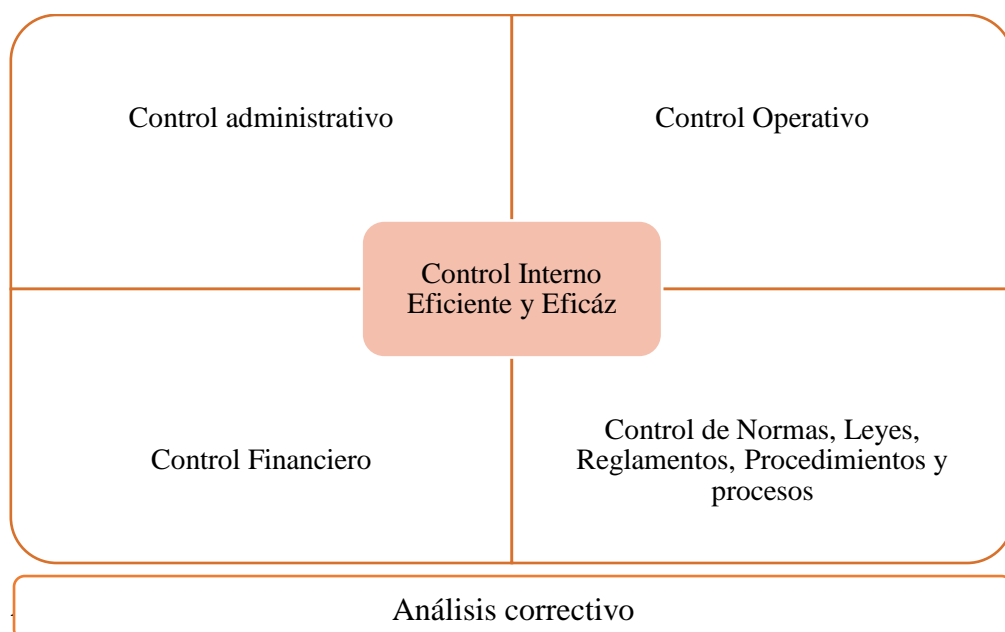 Control administrativo
Control Operativo
Control Interno
Eficiente y Eficáz
Control Financiero
Control de Normas, Leyes,
Reglamentos, Procedimientos y
procesos
Análisis correctivo